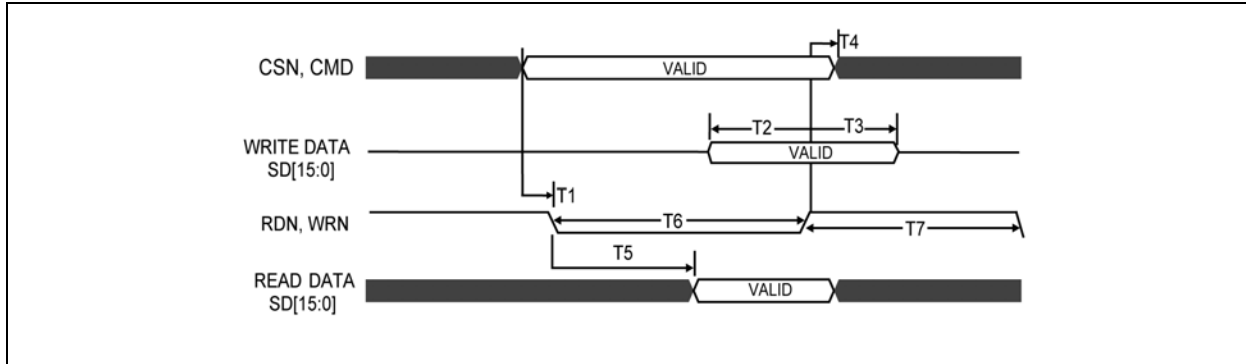 T4
CSN, CMD
VALID
T2
T3
WRITE DATA
SD[15:0]
VALID
T1
RDN, WRN
T6
T7
T5
READ DATA
SD[15:0]
VALID